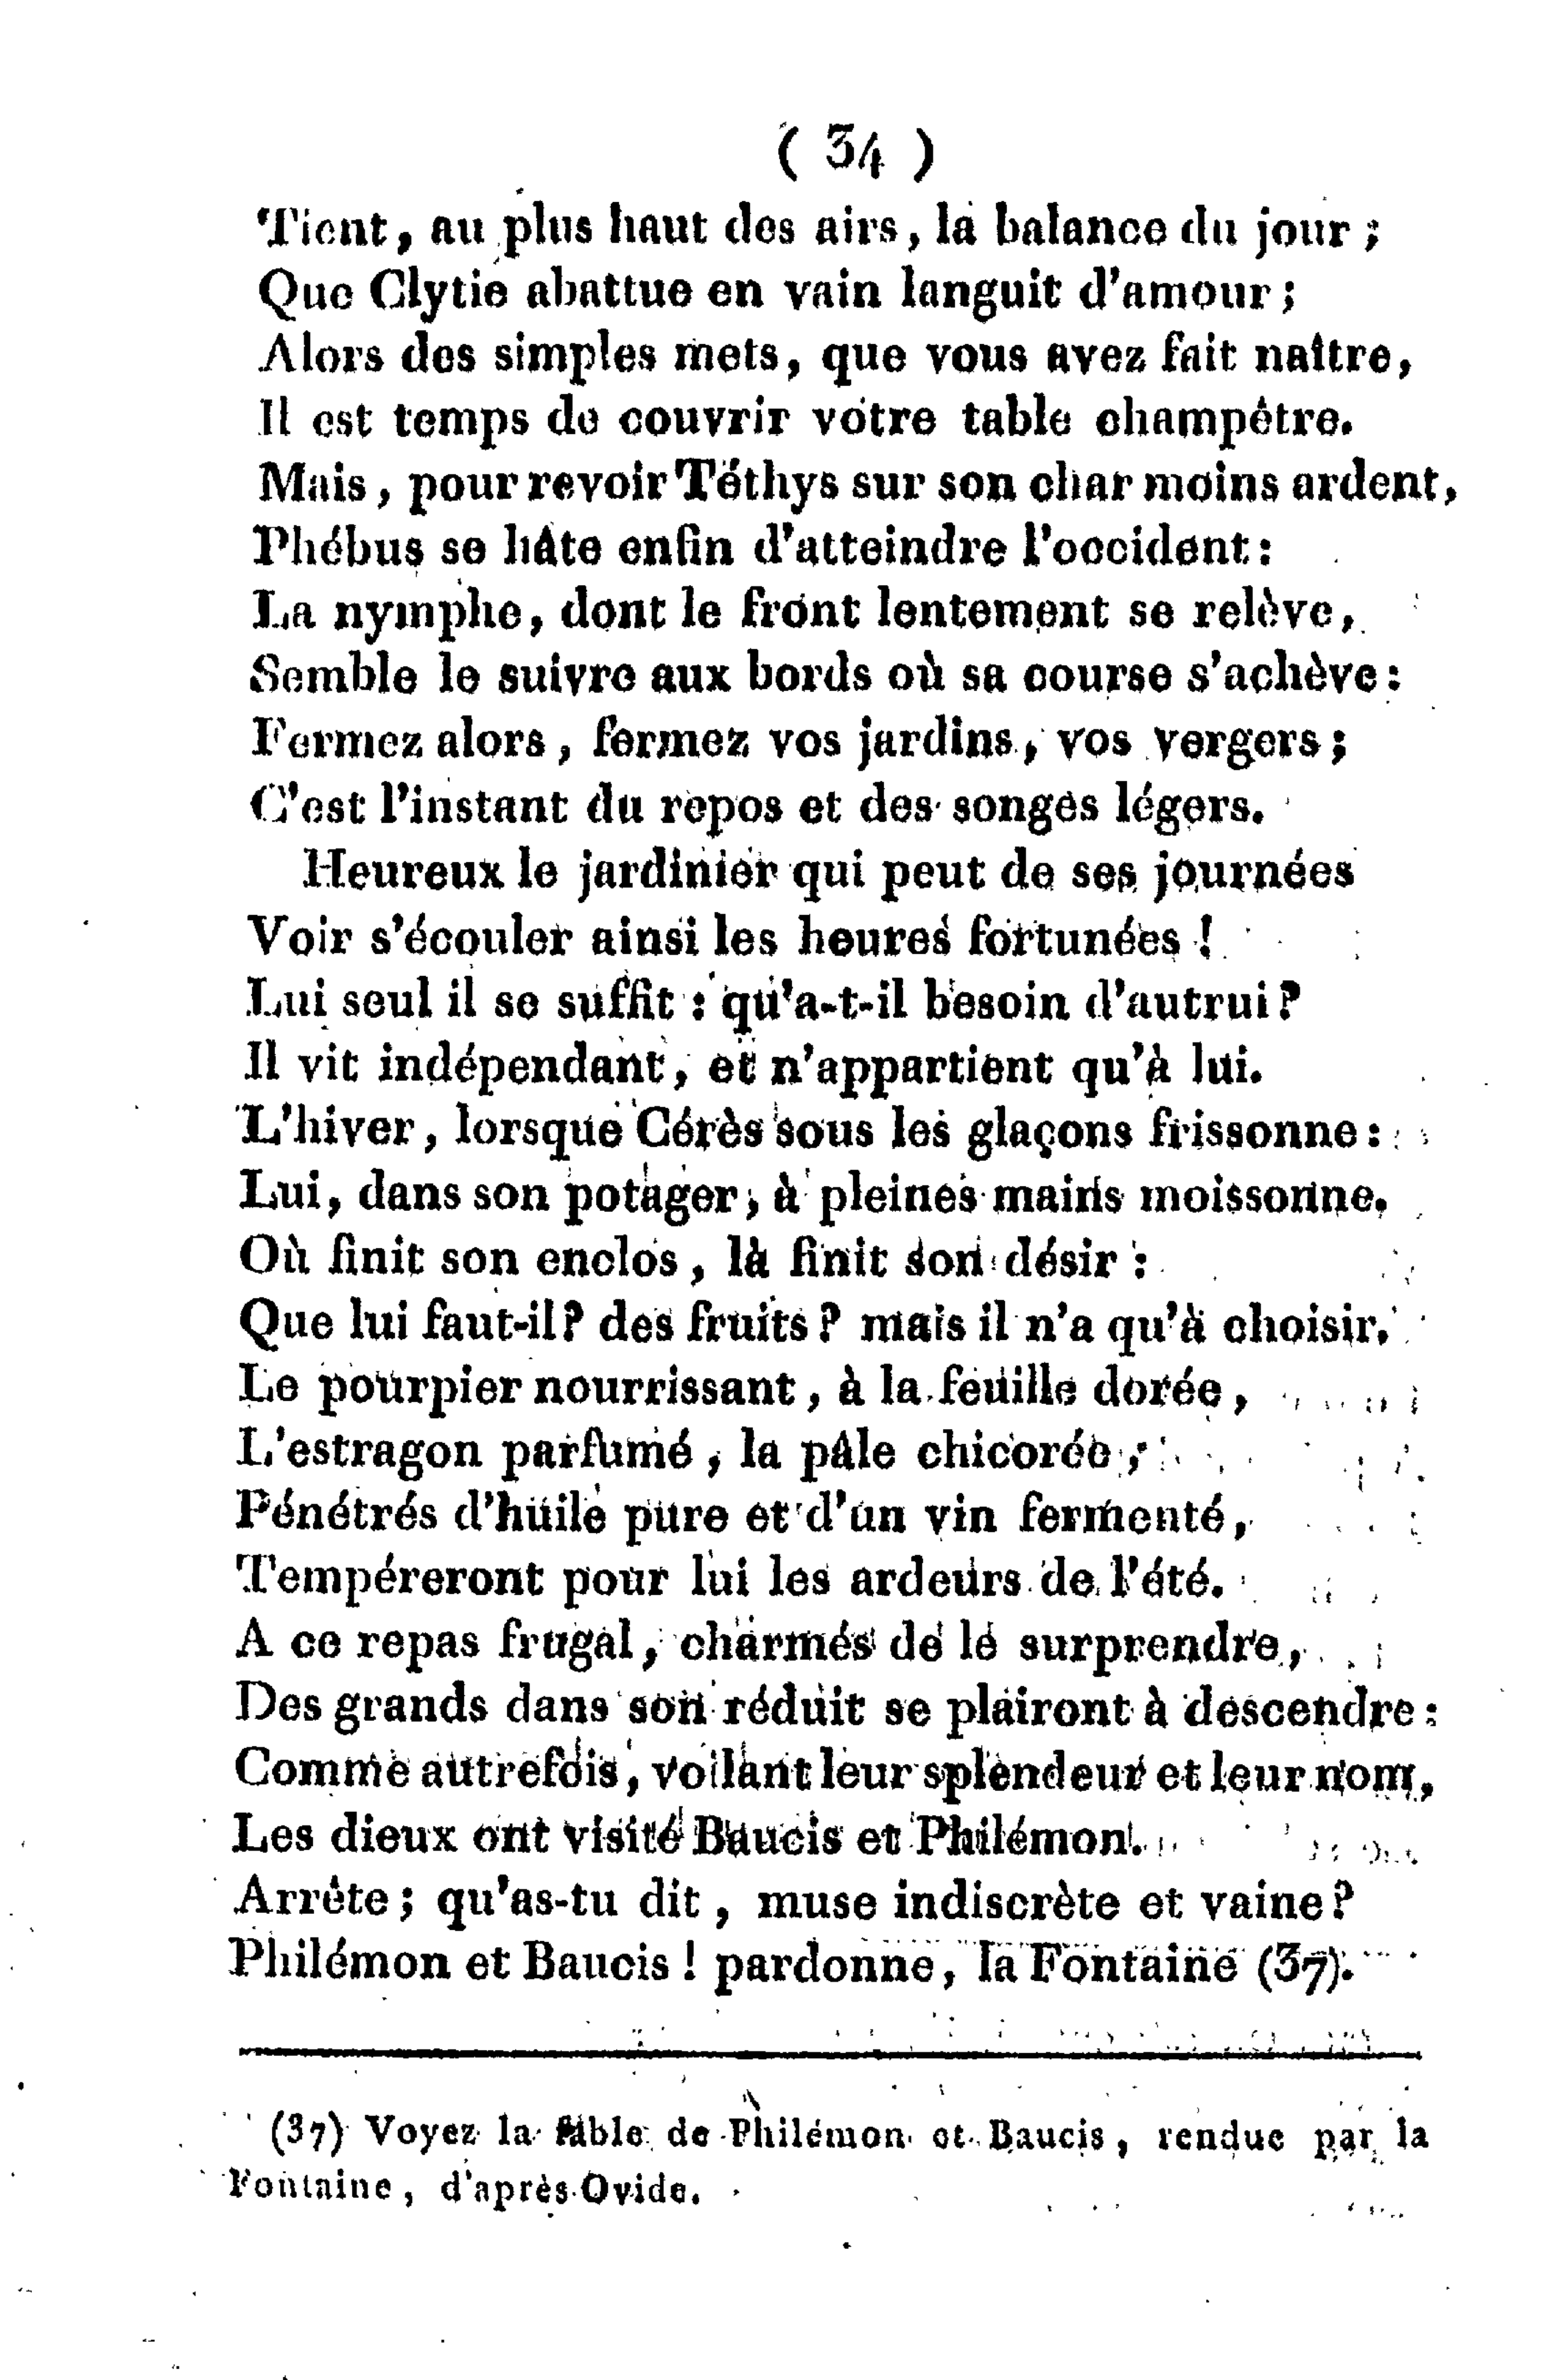 ( 34 )
Tient, au plus haut des airs, la balance du jour ;
Que Clytie abattue en vain languit d'amour ;
Alors des simples mets, que vous avez fait naître,
Il est temps de couvrir votre table champêtre.
Mais, pour revoir Téthys sur son char moins ardent,
Phébus se hâte enfin d'atteindre l'occident :
La nymphe, dont le front lentement se relève,
Semble le suivre aux bords où sa course s'achève :
Fermez alors, fermez vos jardins, vos vergers ;
C'est l'instant du repos et des songes légers.
Heureux le jardinier qui peut de ses journées
Voir s'écouler ainsi les heures fortunées !
Lui seul il se suffit : qu'a-t-il besoin d'autrui ?
Il vit indépendant, et n'appartient qu'à lui.
L'hiver, lorsque Cérès sous les glaçons frissonne :
Lui, dans son potager, à pleines mains moissonne.
Où finit son enclos, là finit son désir :
Que lui faut-il ? des fruits ? mais il n'a qu'à choisir.
Le pourpier nourrissant, à la feuille dorée,
L'estragon parfumé, la pâle chicorée,
Pénétrés d'huile pure et d'un vin fermenté,
Tempéreront pour lui les ardeurs de l'été.
A ce repas frugal, charmés de le surprendre,
Des grands dans son réduit se plairont à descendre :
Comme autrefois, voilant leur splendeur et leur nom,
Les dieux ont visité Baucis et Philémon.
Arrête ; qu'as-tu dit, muse indiscrète et vaine ?
Philémon et Baucis ! pardonne, la Fontaine (37).
(37) Voyez la fable de Philémon et Baucis, rendue par la
Fontaine, d'après Ovide.